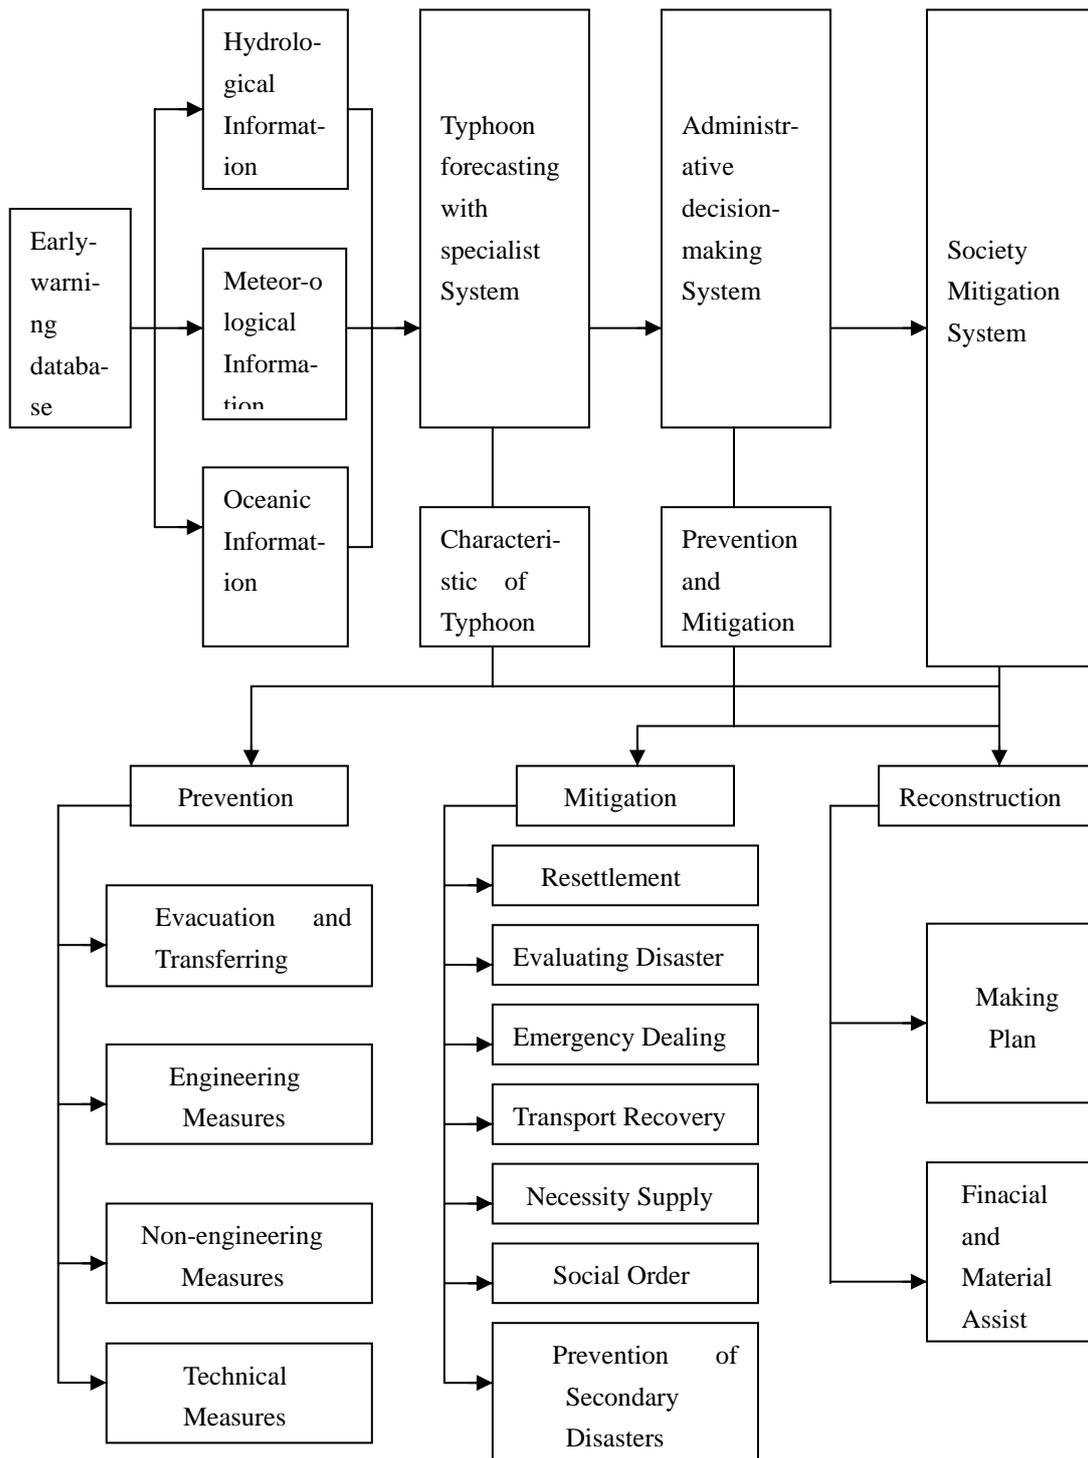 Hydrolo-
gical
Informat-
ion
Early-
warni-
ng
databa-
se
Meteor-o
logical
Informa-
tion
Oceanic
Informat-
ion
Typhoon
forecasting
with
specialist
System
Administr-
ative
decision-
making
System
Society
Mitigation
System
Characteri-
stic of
Typhoon
Prevention
and
Mitigation
Prevention
Mitigation
Reconstruction
Evacuation and
Transferring
Engineering
Measures
Non-engineering
Measures
Technical
Measures
Resettlement
Evaluating Disaster
Emergency Dealing
Transport Recovery
Necessity Supply
Social Order
Prevention of
Secondary
Disasters
Making
Plan
Finacial
and
Material
Assist